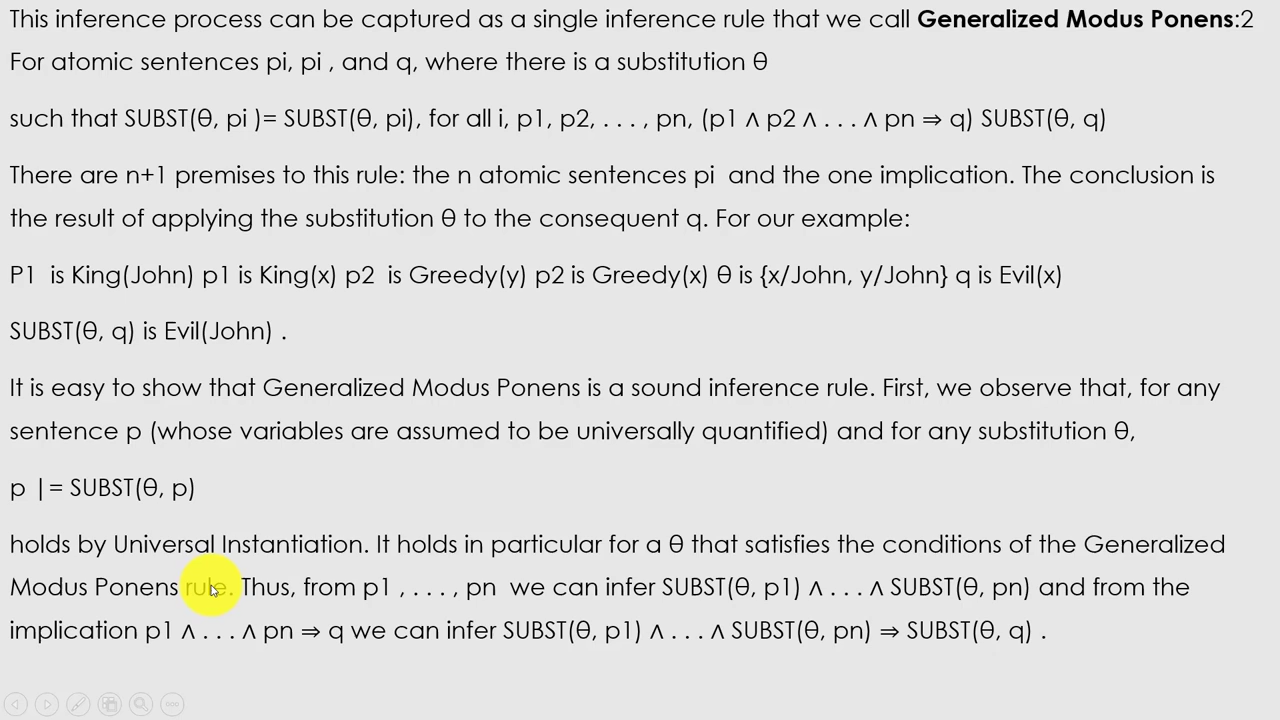 This inference process can be captured as a single inference rule that we call Generalized Modus Ponens:2
For atomic sentences pi, pi , and q, where there is a substitution θ
such that SUBST(θ, pi )= SUBST(θ, pi), for all i, p1, p2, . . . , pn, (p1 ∧ p2 ∧ . . . ∧ pn ⇒ q) SUBST(θ, q)
There are n+1 premises to this rule: the n atomic sentences pi  and the one implication. The conclusion is
the result of applying the substitution θ to the consequent q. For our example:
P1  is King(John) p1 is King(x) p2  is Greedy(y) p2 is Greedy(x) θ is {x/John, y/John} q is Evil(x)
SUBST(θ, q) is Evil(John) .
It is easy to show that Generalized Modus Ponens is a sound inference rule. First, we observe that, for any
sentence p (whose variables are assumed to be universally quantified) and for any substitution θ,
p |= SUBST(θ, p)
holds by Universal Instantiation. It holds in particular for a θ that satisfies the conditions of the Generalized
Modus Ponens rule. Thus, from p1 , . . . , pn  we can infer SUBST(θ, p1) ∧ . . . ∧ SUBST(θ, pn) and from the
implication p1 ∧ . . . ∧ pn ⇒ q we can infer SUBST(θ, p1) ∧ . . . ∧ SUBST(θ, pn) ⇒ SUBST(θ, q) .